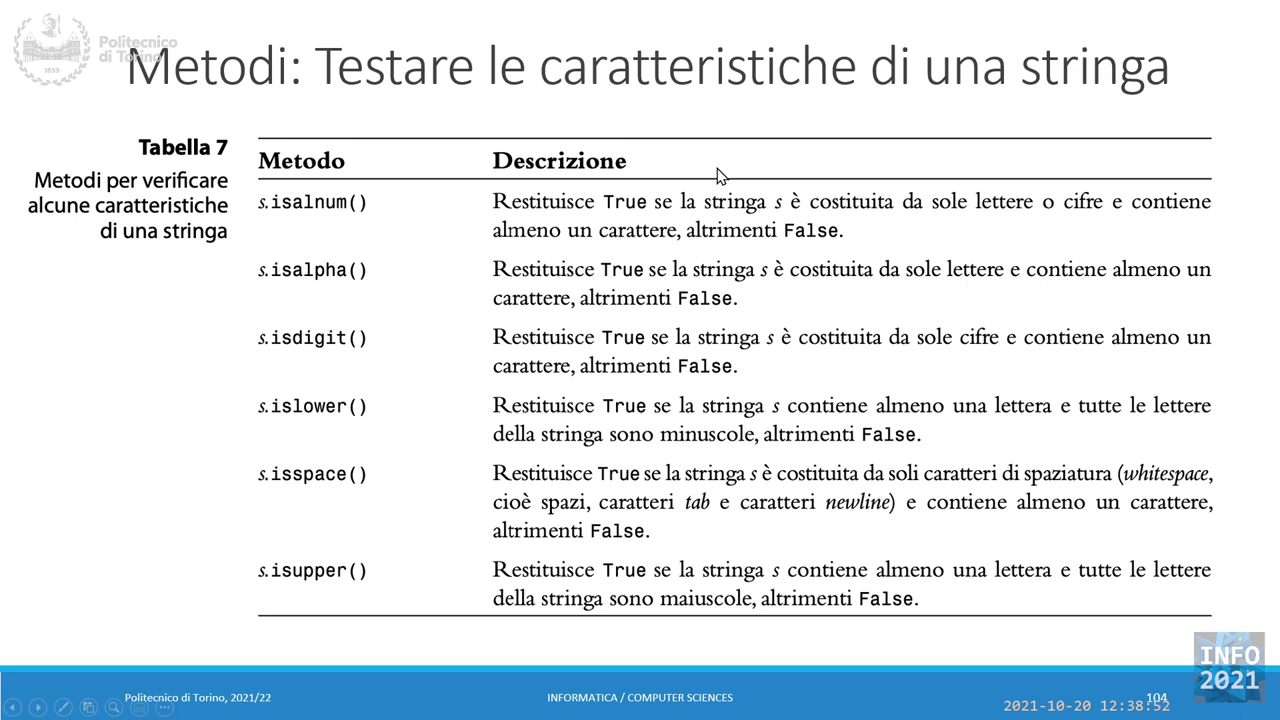 Politecnico
di Torino
1859
Metodi: Testare le caratteristiche di una stringa
Tabella 7
Metodi per verificare
alcune caratteristiche
di una stringa
Metodo Descrizione
s.isalnum() Restituisce True se la stringa s è costituita da sole lettere o cifre e contiene
almeno un carattere, altrimenti False.
s.isalpha() Restituisce True se la stringa s è costituita da sole lettere e contiene almeno un
carattere, altrimenti False.
s.isdigit() Restituisce True se la stringa s è costituita da sole cifre e contiene almeno un
carattere, altrimenti False.
s.islower() Restituisce True se la stringa s contiene almeno una lettera e tutte le lettere
della stringa sono minuscole, altrimenti False.
s.isspace() Restituisce True se la stringa s è costituita da soli caratteri di spaziatura (whitespace,
cioè spazi, caratteri tab e caratteri newline) e contiene almeno un carattere,
altrimenti False.
s.isupper() Restituisce True se la stringa s contiene almeno una lettera e tutte le lettere
della stringa sono maiuscole, altrimenti False.
INFO
2021
Politecnico di Torino, 2021/22 INFORMATICA / COMPUTER SCIENCES 104
2021-10-20 12:38:52